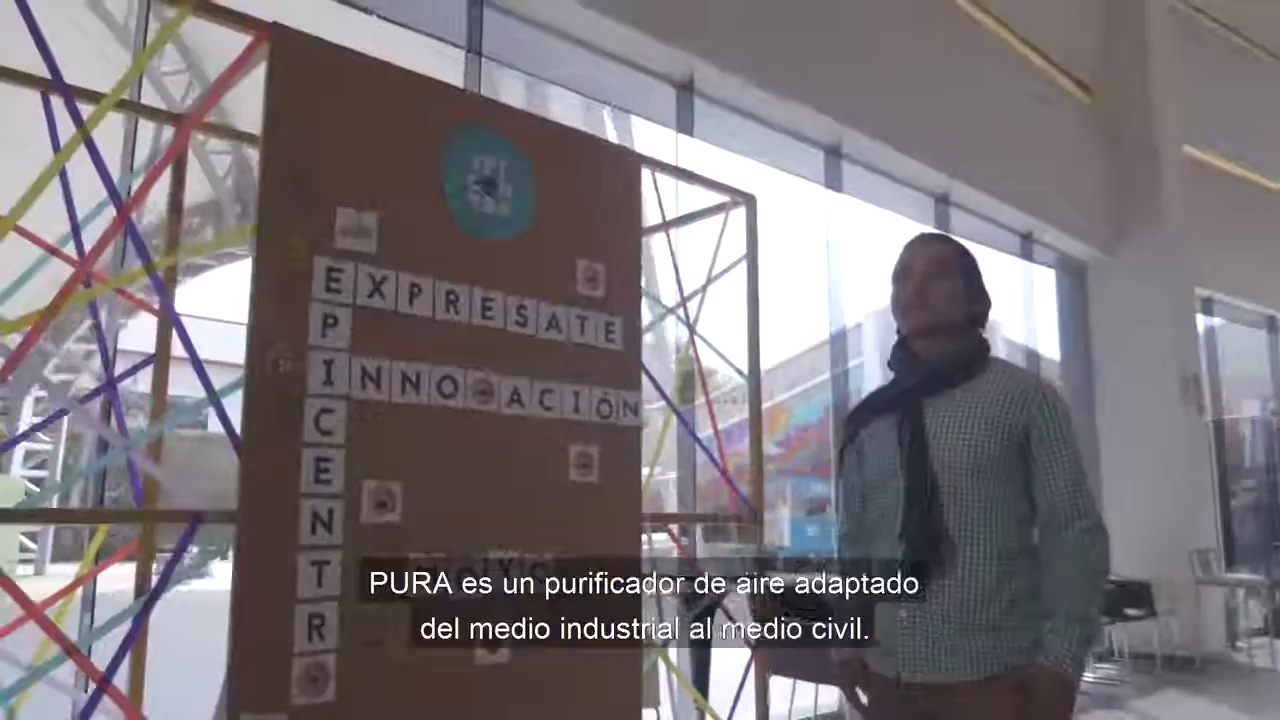 EXPRESATE
INNO ACIÓN
EPICENTR
PURA es un purificador de aire adaptado
del medio industrial al medio civil.